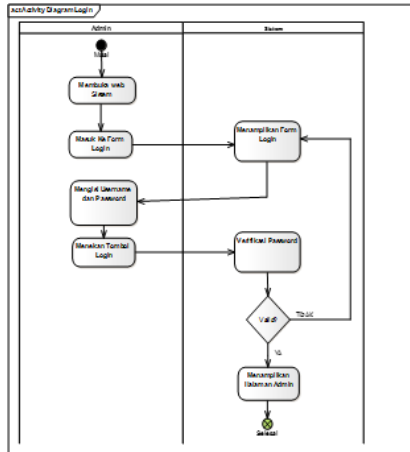 act Activity Diagram Login
Admin
Sistem
Mulai
Membuka web
Sistem
Masuk Ke Form
Login
Menampilkan Form
Login
Mengisi Username
dan Password
Menekan Tombol
Login
Verifikasi Password
Valid?
Tidak
Ya
Menampilkan
Halaman Admin
Selesai